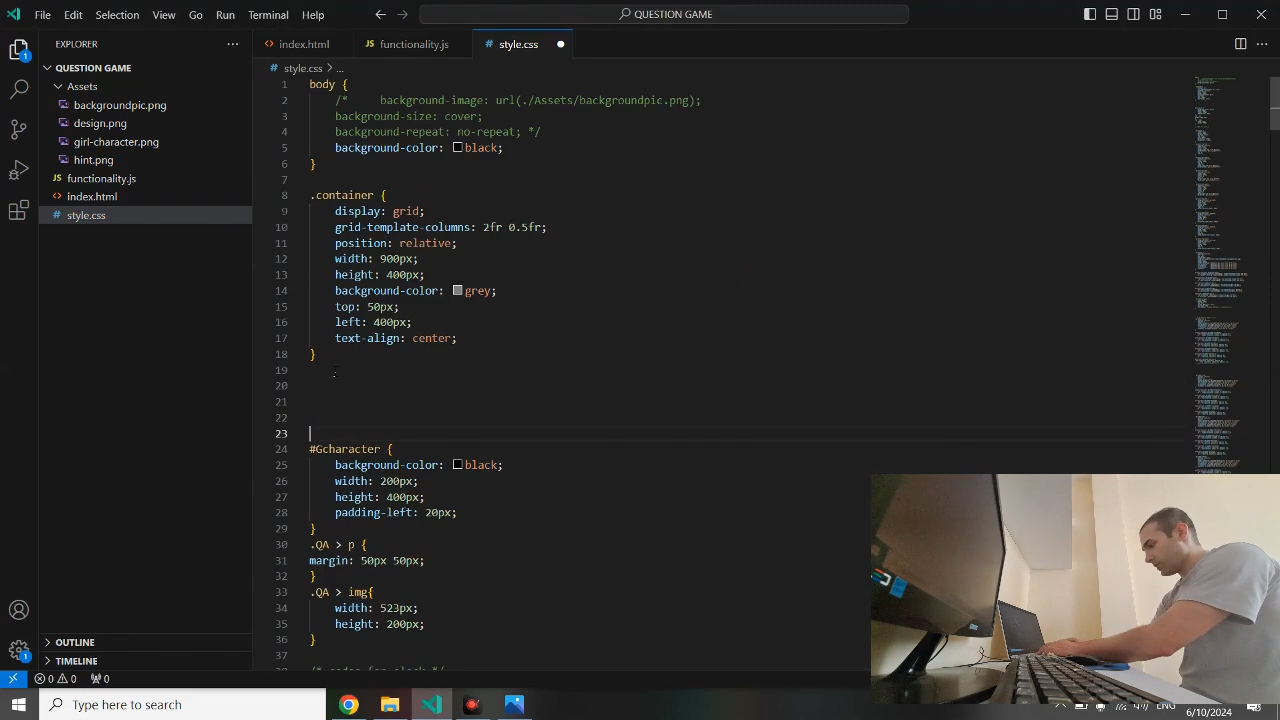 File Edit Selection View Go Run Terminal Help
QUESTION GAME
EXPLORER
index.html functionality.js style.css
QUESTION GAME
style.css > ...
Assets
backgroundpic.png
design.png
girl-character.png
hint.png
functionality.js
index.html
style.css
1 body {
2 /* background-image: url(./Assets/backgroundpic.png);
3 background-size: cover;
4 background-repeat: no-repeat; */
5 background-color: black;
6 }
7
8 .container {
9 display: grid;
10 grid-template-columns: 2fr 0.5fr;
11 position: relative;
12 width: 900px;
13 height: 400px;
14 background-color: grey;
15 top: 50px;
16 left: 400px;
17 text-align: center;
18 }
19
20
21
22
23
24 #Gcharacter {
25 background-color: black;
26 width: 200px;
27 height: 400px;
28 padding-left: 20px;
29 }
30 .QA > p {
31 margin: 50px 50px;
32 }
33 .QA > img{
34 width: 523px;
35 height: 200px;
36 }
37
1
1
OUTLINE
TIMELINE
0 0 0
Type here to search
ENG
6/10/2024